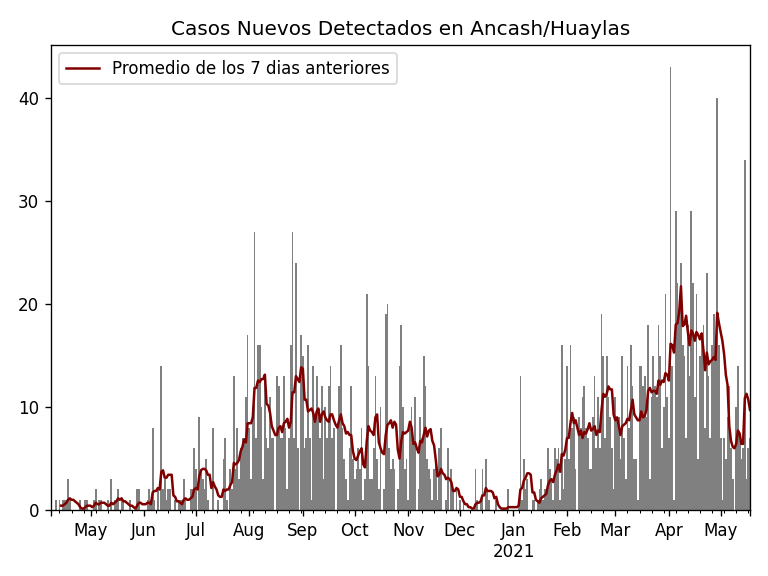 Casos Nuevos Detectados en Ancash/Huaylas
Promedio de los 7 dias anteriores
40
30
20
10
0
May Jun Jul Aug Sep Oct Nov Dec Jan Feb Mar Apr May
2021